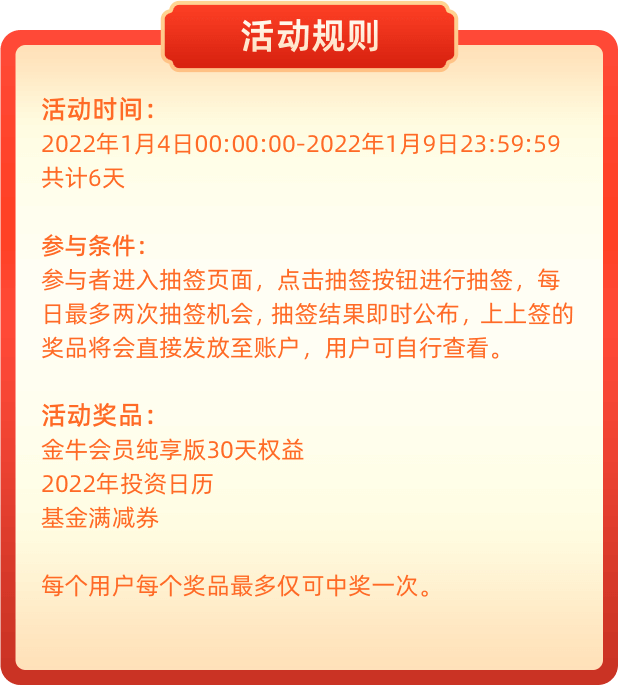 活动规则
活动时间：
2022年1月4日00:00:00-2022年1月9日23:59:59
共计6天
参与条件：
参与者进入抽签页面，点击抽签按钮进行抽签，每
日最多两次抽签机会，抽签结果即时公布，上上签的
奖品将会直接发放至账户，用户可自行查看。
活动奖品：
金牛会员纯享版30天权益
2022年投资日历
基金满减券
每个用户每个奖品最多仅可中奖一次。